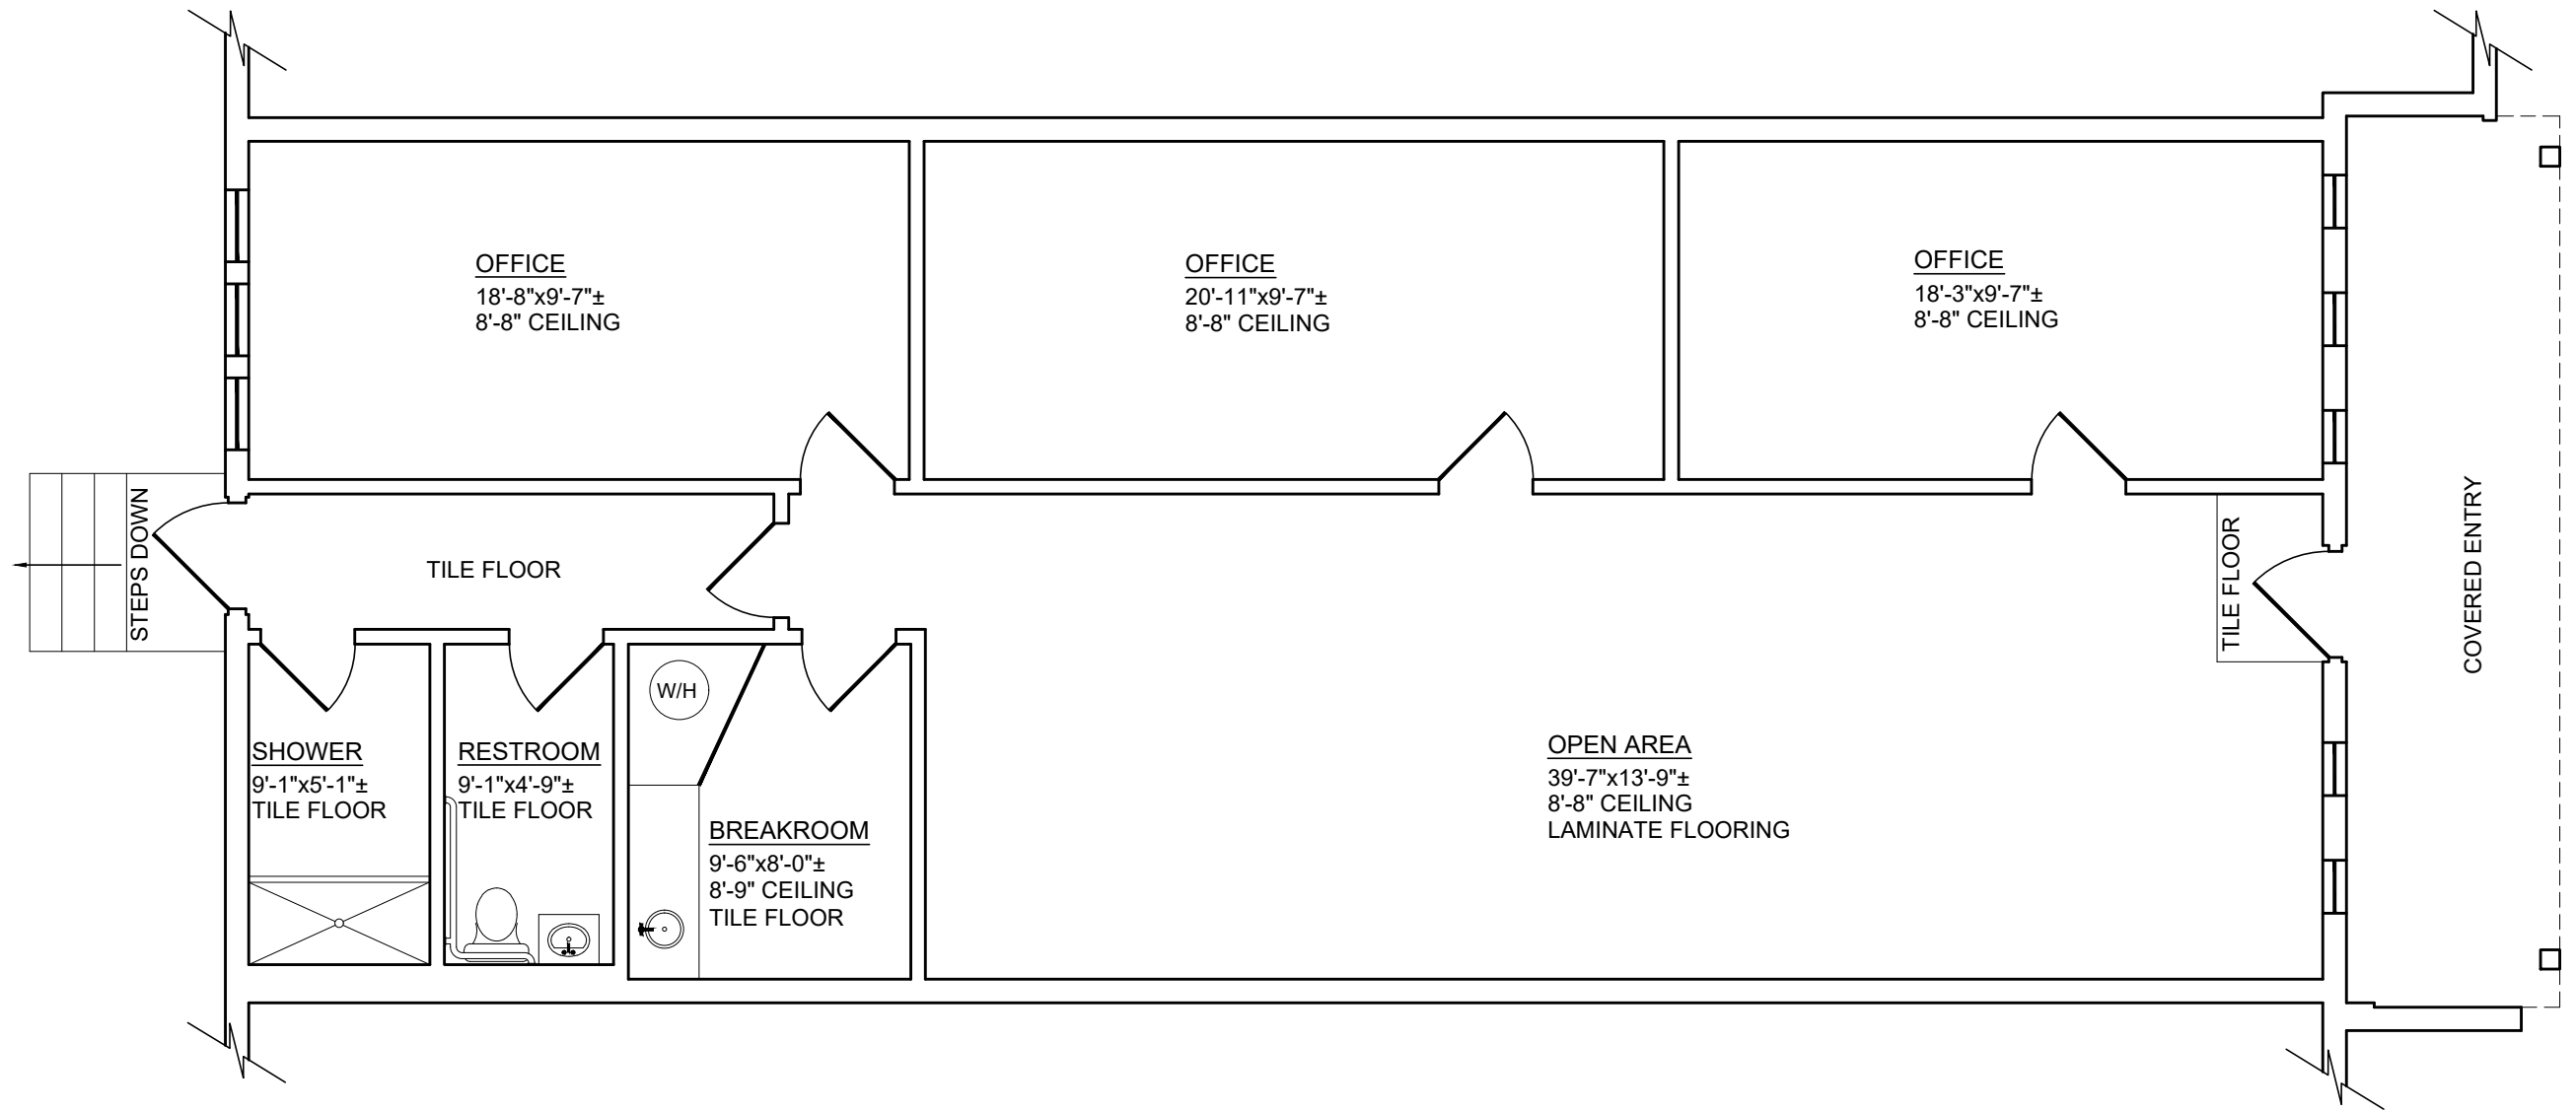 OFFICE
18'-8"x9'-7"±
8'-8" CEILING
OFFICE
20'-11"x9'-7"±
8'-8" CEILING
OFFICE
18'-3"x9'-7"±
8'-8" CEILING
STEPS DOWN
TILE FLOOR
TILE FLOOR
COVERED ENTRY
W/H
SHOWER
9'-1"x5'-1"±
TILE FLOOR
RESTROOM
9'-1"x4'-9"±
TILE FLOOR
BREAKROOM
9'-6"x8'-0"±
8'-9" CEILING
TILE FLOOR
OPEN AREA
39'-7"x13'-9"±
8'-8" CEILING
LAMINATE FLOORING